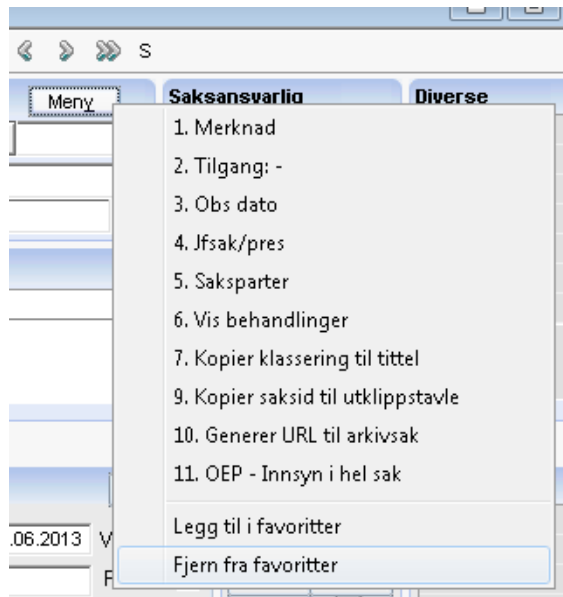 S
Meny
Saksansvarlig
Diverse
1. Merknad
2. Tilgang: -
3. Obs dato
4. Jfsak/pres
5. Saksparter
6. Vis behandlinger
7. Kopier klassering til tittel
9. Kopier saksid til utklippstavle
10. Generer URL til arkivsak
11. OEP - Innsyn i hel sak
Legg til i favoritter
.06.2013 V
Fjern fra favoritter
F